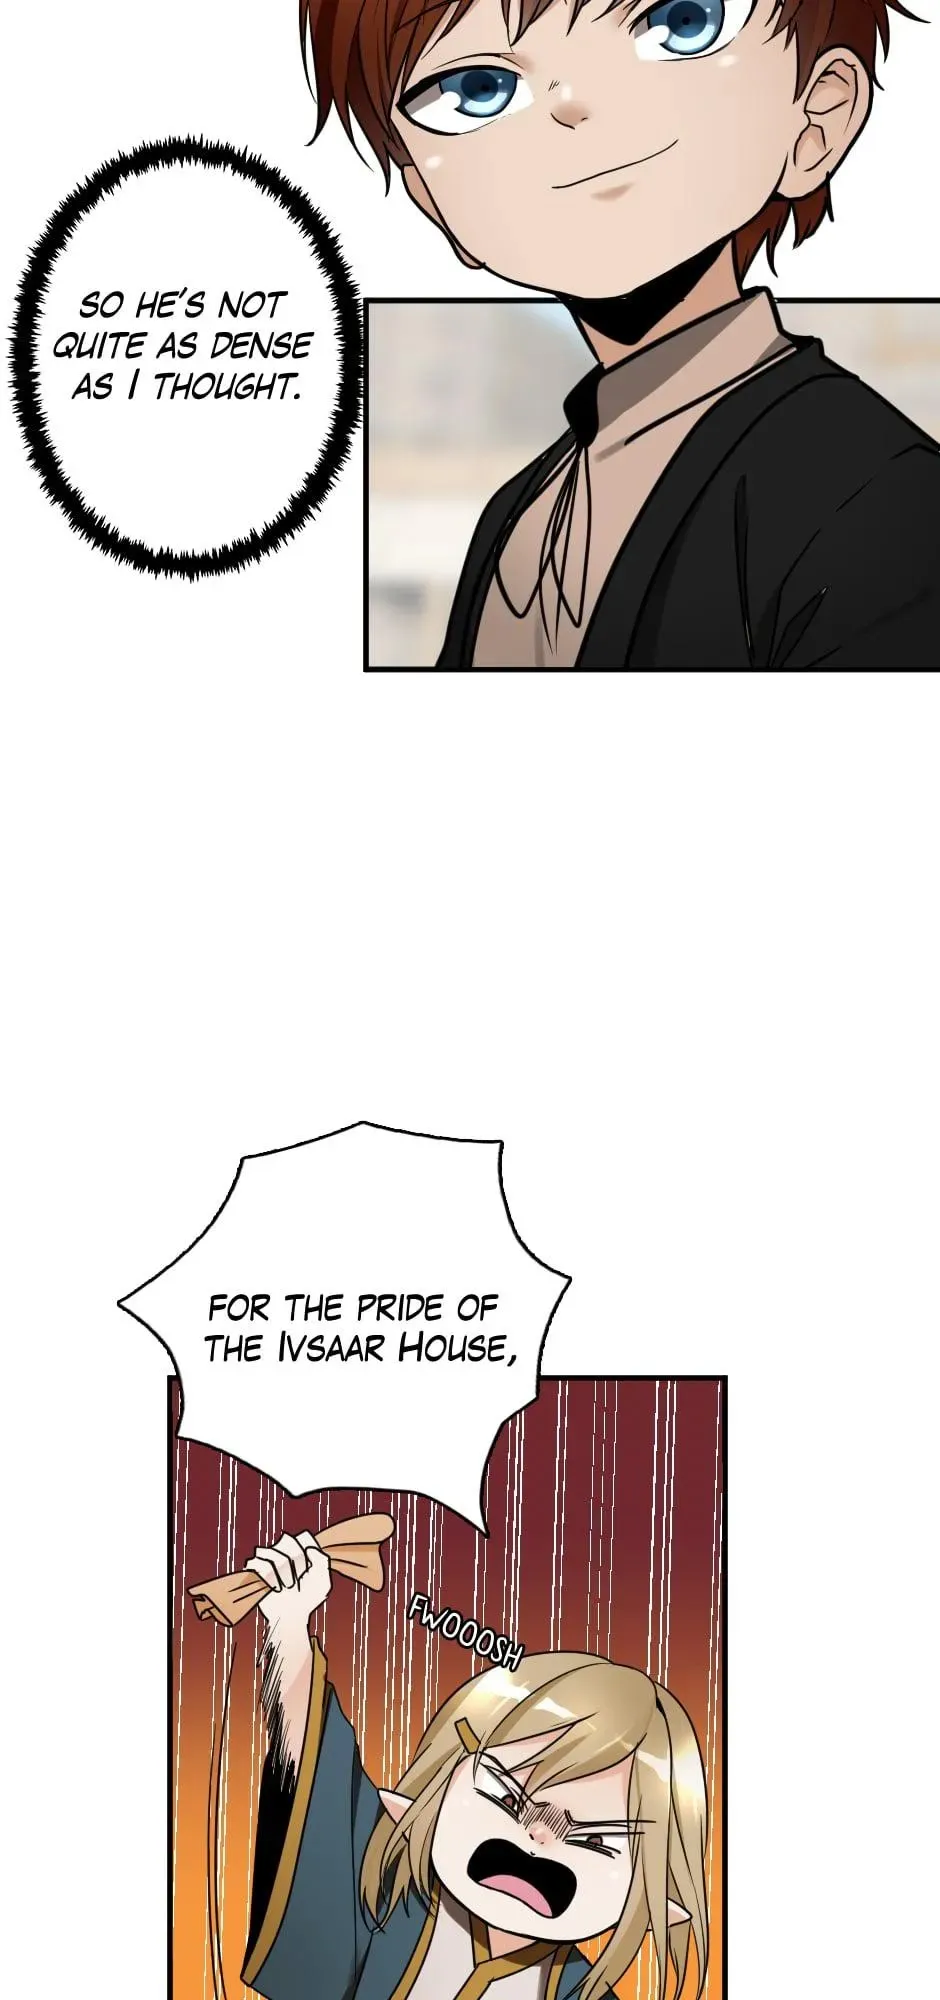 SO HE'S NOT
QUITE AS DENSE
AS I THOUGHT.
FOR THE PRIDE OF
THE IVSAAR HOUSE,
FWOOOSH